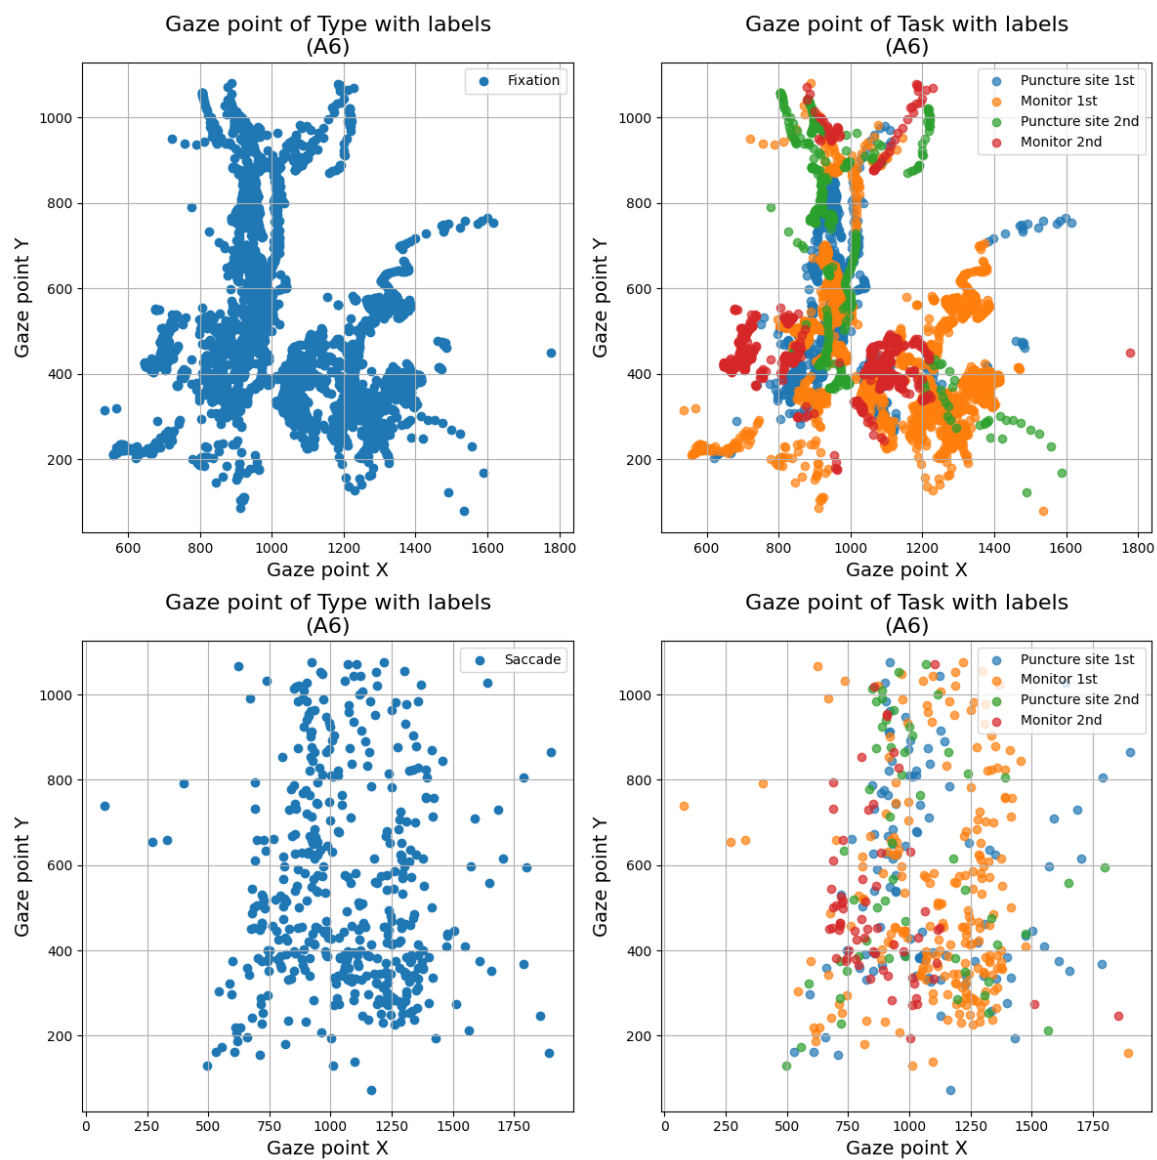 Gaze point of Type with labels
(A6)
Fixation
Gaze point Y
1000
800
600
400
200
600 800 1000 1200 1400 1600 1800
Gaze point X
Gaze point of Task with labels
(A6)
Puncture site 1st
Monitor 1st
Puncture site 2nd
Monitor 2nd
Gaze point Y
1000
800
600
400
200
600 800 1000 1200 1400 1600 1800
Gaze point X
Gaze point of Type with labels
(A6)
Saccade
Gaze point Y
1000
800
600
400
200
0 250 500 750 1000 1250 1500 1750
Gaze point X
Gaze point of Task with labels
(A6)
Puncture site 1st
Monitor 1st
Puncture site 2nd
Monitor 2nd
Gaze point Y
1000
800
600
400
200
0 250 500 750 1000 1250 1500 1750
Gaze point X